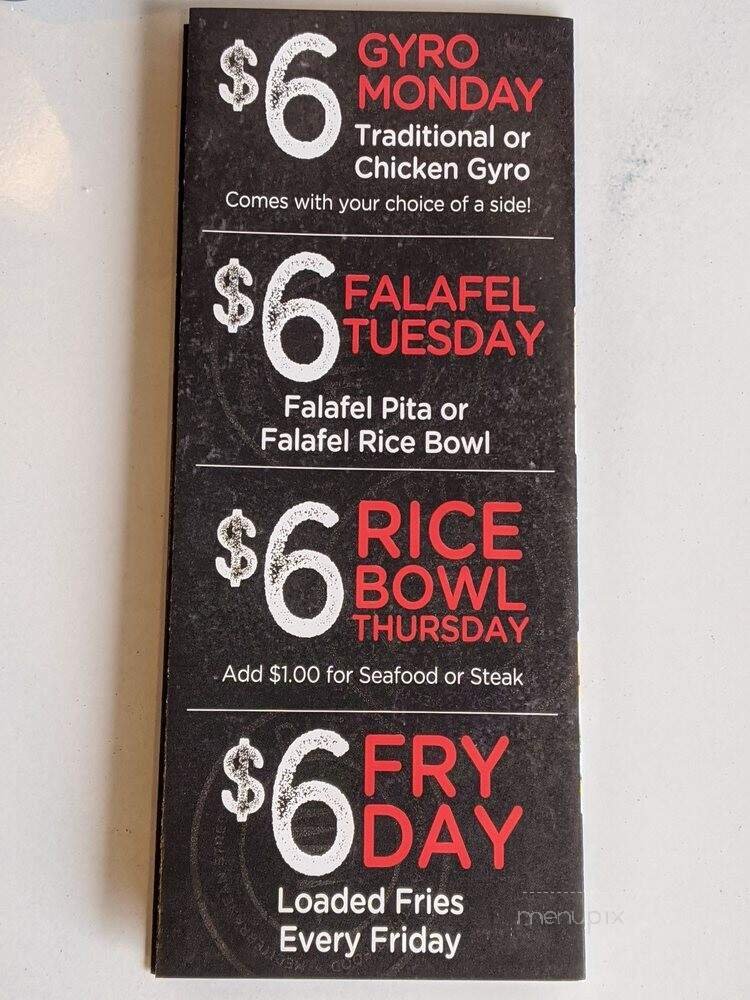 $6 GYRO
MONDAY
Traditional or
Chicken Gyro
Comes with your choice of a side!
$6 FALAFEL
TUESDAY
Falafel Pita or
Falafel Rice Bowl
$6 RICE
BOWL
THURSDAY
Add $1.00 for Seafood or Steak
$6 FRY
DAY
Loaded Fries
Every Friday
menupix